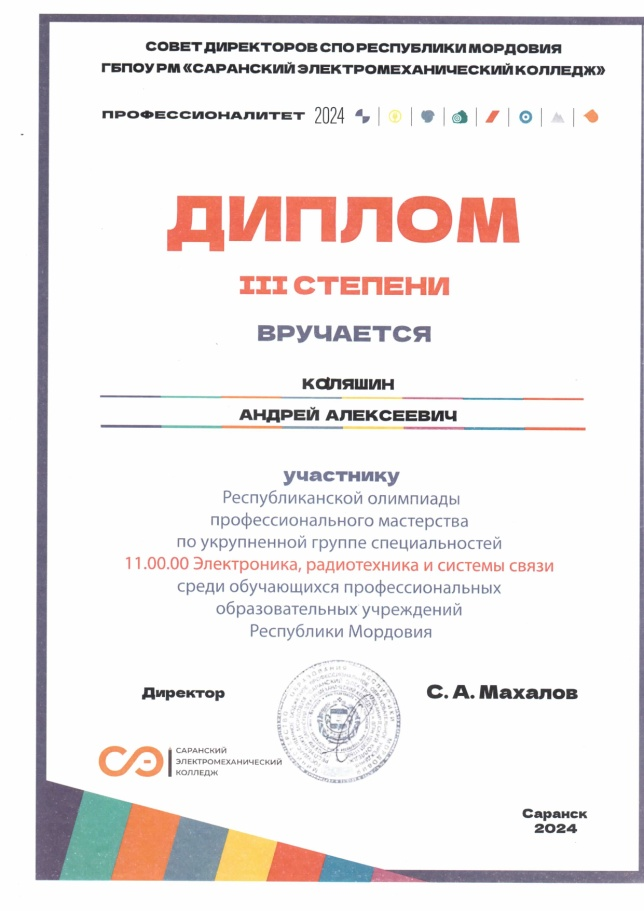 СОВЕТ ДИРЕКТОРОВ СПО РЕСПУБЛИКИ МОРДОВИЯ
ГБПОУ РМ «САРАНСКИЙ ЭЛЕКТРОМЕХАНИЧЕСКИЙ КОЛЛЕДЖ»
ПРОФЕССИОНАЛИТЕТ 2024
ДИПЛОМ
III СТЕПЕНИ
ВРУЧАЕТСЯ
АНДРЕЙ АЛЕКСЕЕВИЧ
участнику
Республиканской олимпиады
профессионального мастерства
по укрупненной группе специальностей
11.00.00 Электроника, радиотехника и системы связи
среди обучающихся профессиональных
образовательных учреждений
Республики Мордовия
Директор
С. А. Махалов
САРАНСКИЙ
ЭЛЕКТРОМЕХАНИЧЕСКИЙ
КОЛЛЕДЖ
Саранск
2024